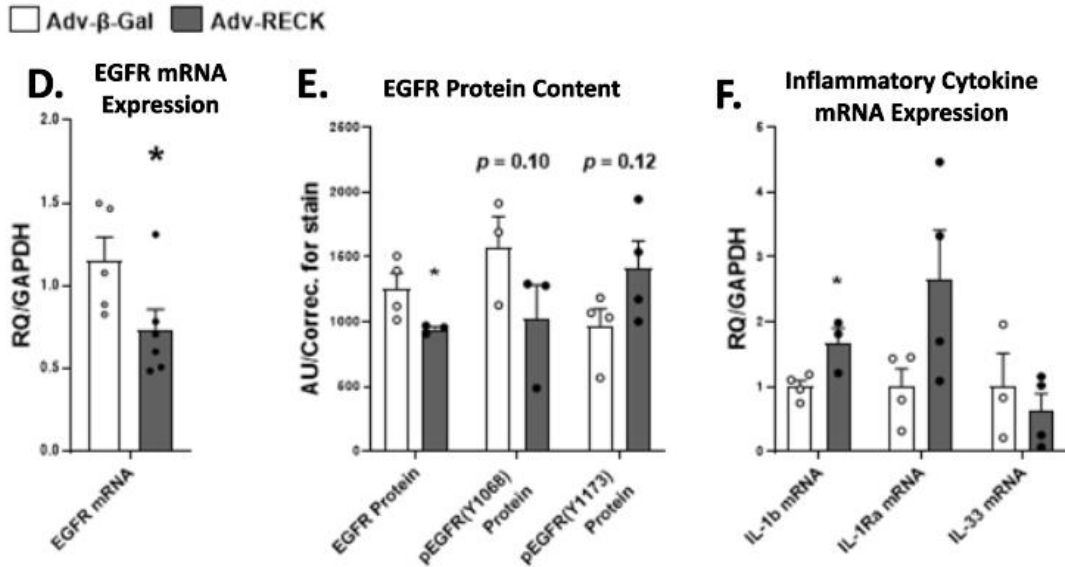 Adv-β-Gal Adv-RECK
D. EGFR mRNA
Expression
RQ/GAPDH
2.0
1.5
1.0
0.5
0.0
*
EGFR mRNA
E. EGFR Protein Content
AU/Correc. for stain
2500
2000
1500
1000
500
0
*
p = 0.10
p = 0.12
EGFR Protein
pEGFR(Y1068)
Protein
pEGFR(Y1173)
Protein
F. Inflammatory Cytokine
mRNA Expression
RQ/GAPDH
5
4
3
2
1
0
*
IL-1b mRNA
IL-1Ra mRNA
IL-33 mRNA